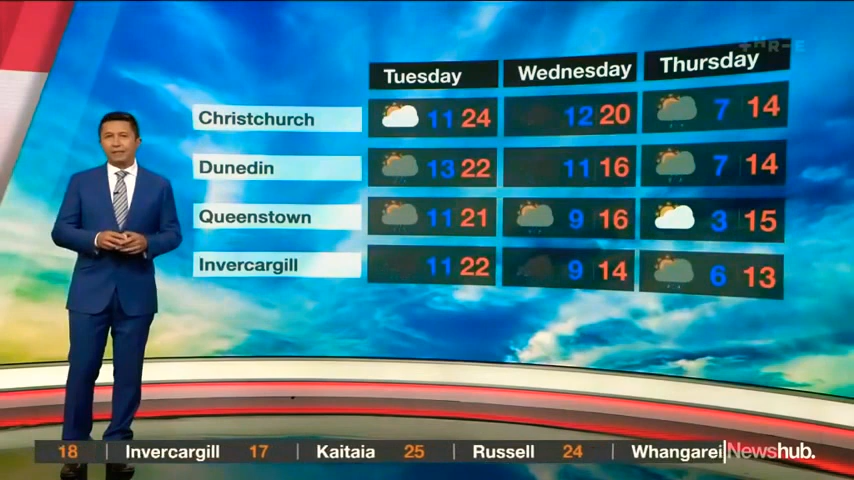 +HR=E
Tuesday Wednesday Thursday
Christchurch 11 24 12 20 7 14
Dunedin 13 22 11 16 7 14
Queenstown 11 21 9 16 3 15
Invercargill 11 22 9 14 6 13
18 | Invercargill 17 | Kaitaia 25 | Russell 24 | Whangarei Newshub.